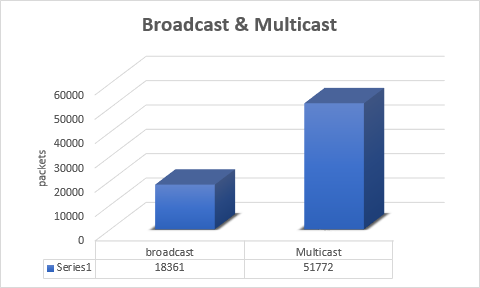 Broadcast & Multicast
60000
50000
40000
30000
20000
10000
0
packets
broadcast Multicast
Series1 18361 51772